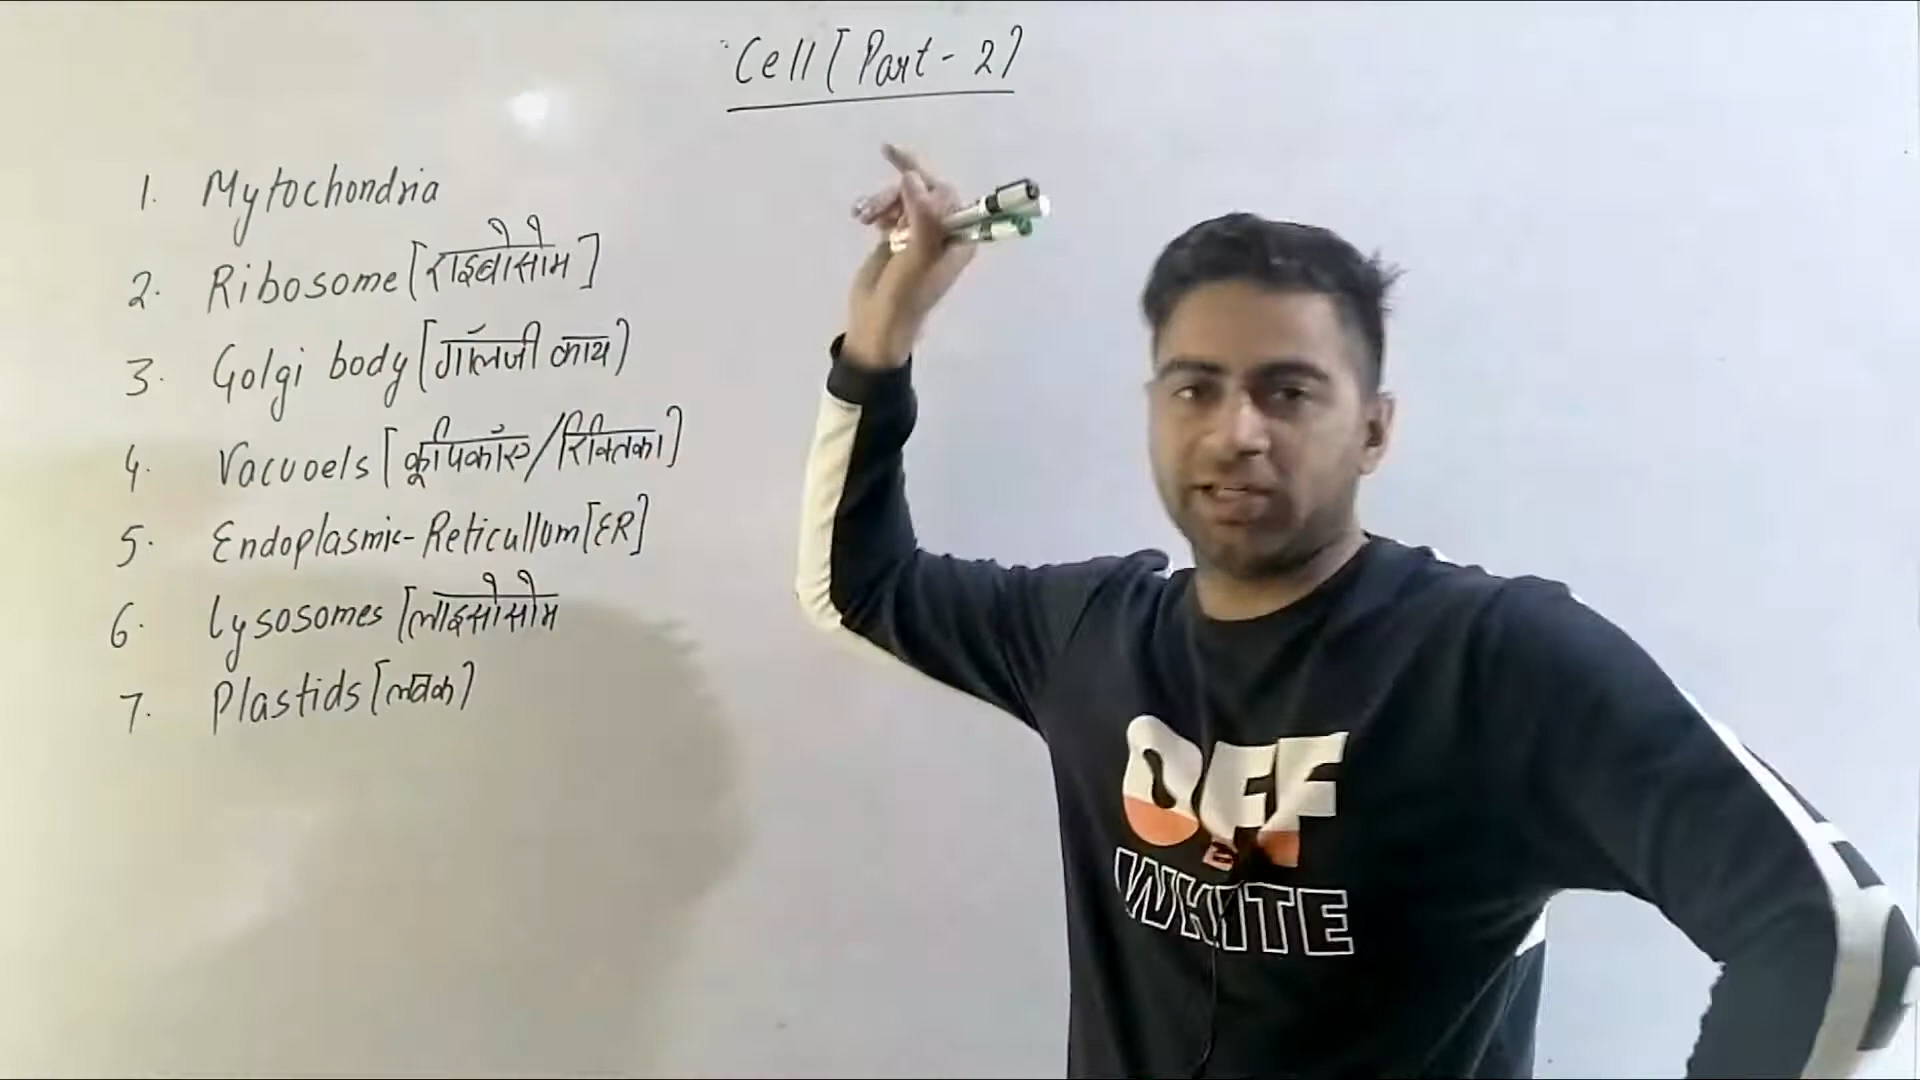 Cell [Part-2]
1. Mytochondria
2. Ribosome [राइबोसोम]
3. Golgi body [गॉलजी काय]
4. Vacuoels [कूपिकॉए/रिक्तिका]
5. Endoplasmic-Reticullum [ER]
6. Lysosomes [लाइसोसोम
7. Plastids [लवक]
OFF
WHITE